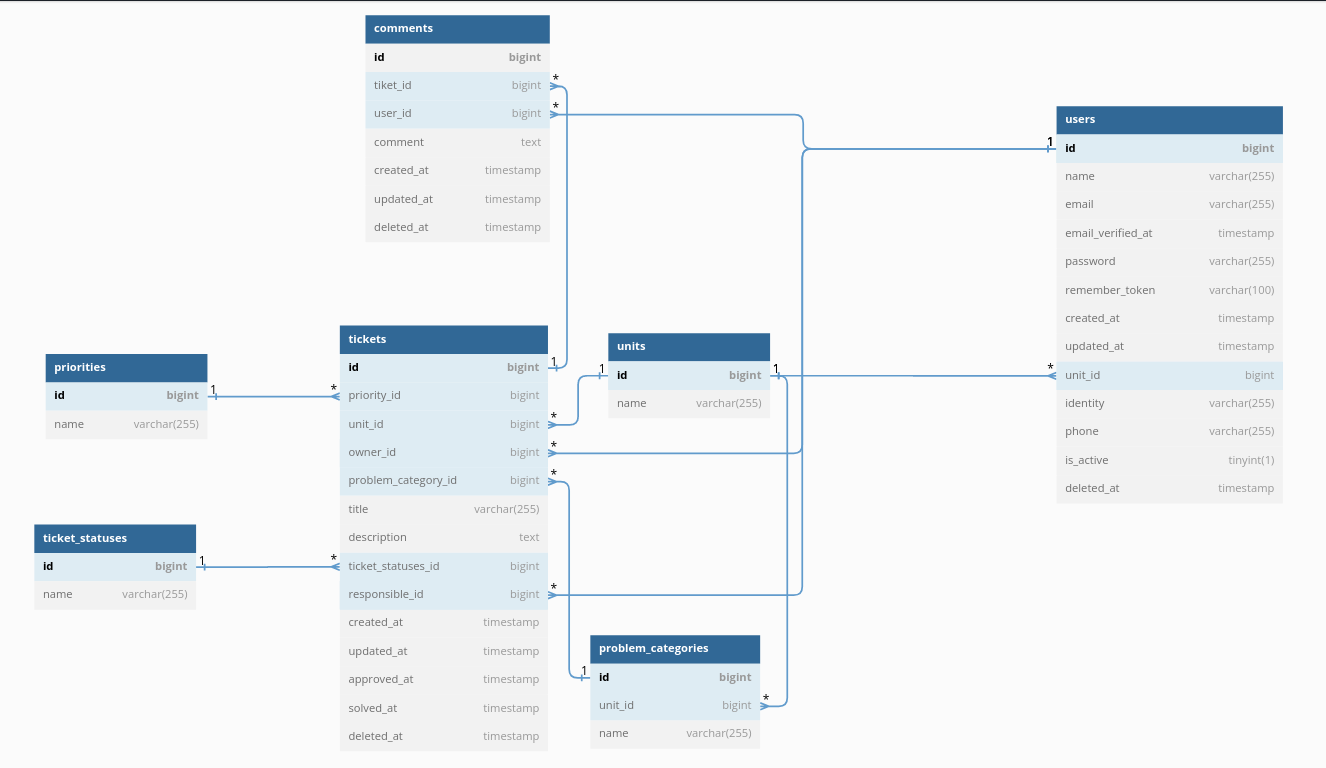 comments
id bigint
tiket_id bigint *
user_id bigint *
comment text
created_at timestamp
updated_at timestamp
deleted_at timestamp
users
1 id bigint
name varchar(255)
email varchar(255)
email_verified_at timestamp
password varchar(255)
remember_token varchar(100)
created_at timestamp
updated_at timestamp
* unit_id bigint
identity varchar(255)
phone varchar(255)
is_active tinyint(1)
deleted_at timestamp
priorities
id bigint 1
name varchar(255)
ticket_statuses
id bigint 1
name varchar(255)
tickets
id bigint 1
* priority_id bigint
unit_id bigint *
owner_id bigint *
problem_category_id bigint *
title varchar(255)
description text
* ticket_statuses_id bigint
responsible_id bigint *
created_at timestamp
updated_at timestamp
approved_at timestamp
solved_at timestamp
deleted_at timestamp
units
1 id bigint 1
name varchar(255)
problem_categories
1 id bigint
unit_id bigint *
name varchar(255)